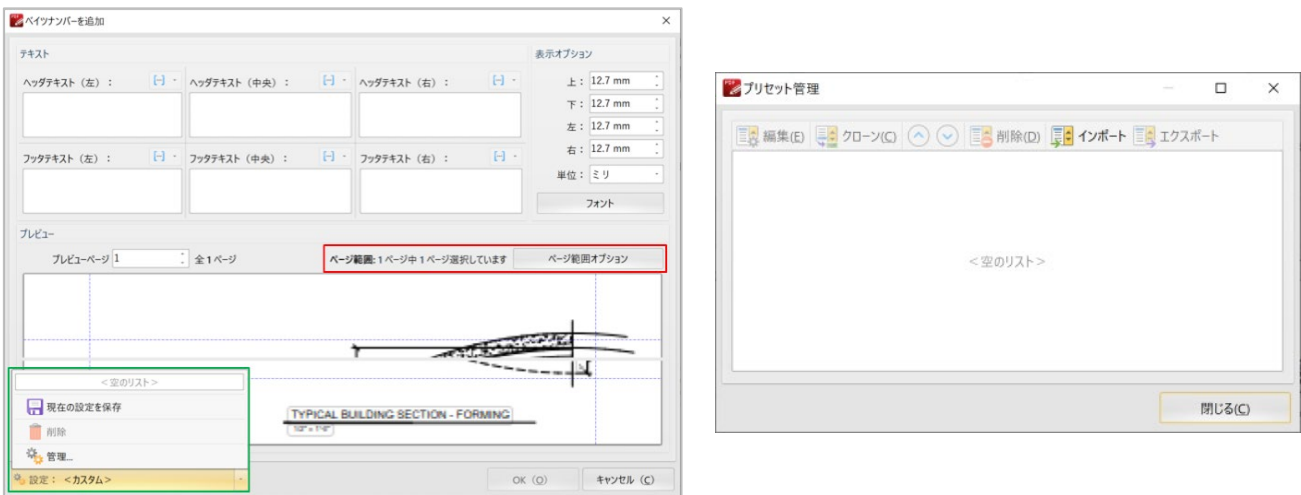 ベイツナンバーを追加
テキスト
表示オプション
ヘッダテキスト（左）：
ヘッダテキスト（中央）：
ヘッダテキスト（右）：
上： 12.7 mm
下： 12.7 mm
左： 12.7 mm
右： 12.7 mm
フッタテキスト（左）：
フッタテキスト（中央）：
フッタテキスト（右）：
単位： ミリ
フォント
プレビュー
プレビューページ 1 全1ページ
ページ範囲: 1 ページ中 1 ページ選択しています
ページ範囲オプション
TYPICAL BUILDING SECTION - FORMING
<空のリスト>
現在の設定を保存
削除
管理...
設定： <カスタム>
OK (O)
キャンセル (C)
プリセット管理
編集(E) クローン(C) 削除(D) インポート エクスポート
<空のリスト>
閉じる(C)